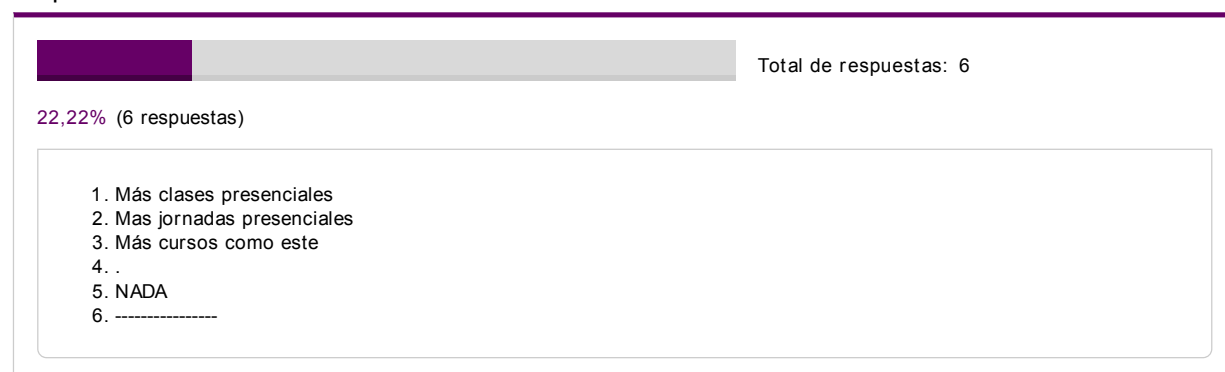 Total de respuestas: 6
22,22% (6 respuestas)
1. Más clases presenciales
2. Mas jornadas presenciales
3. Más cursos como este
4. .
5. NADA
6. ----------------